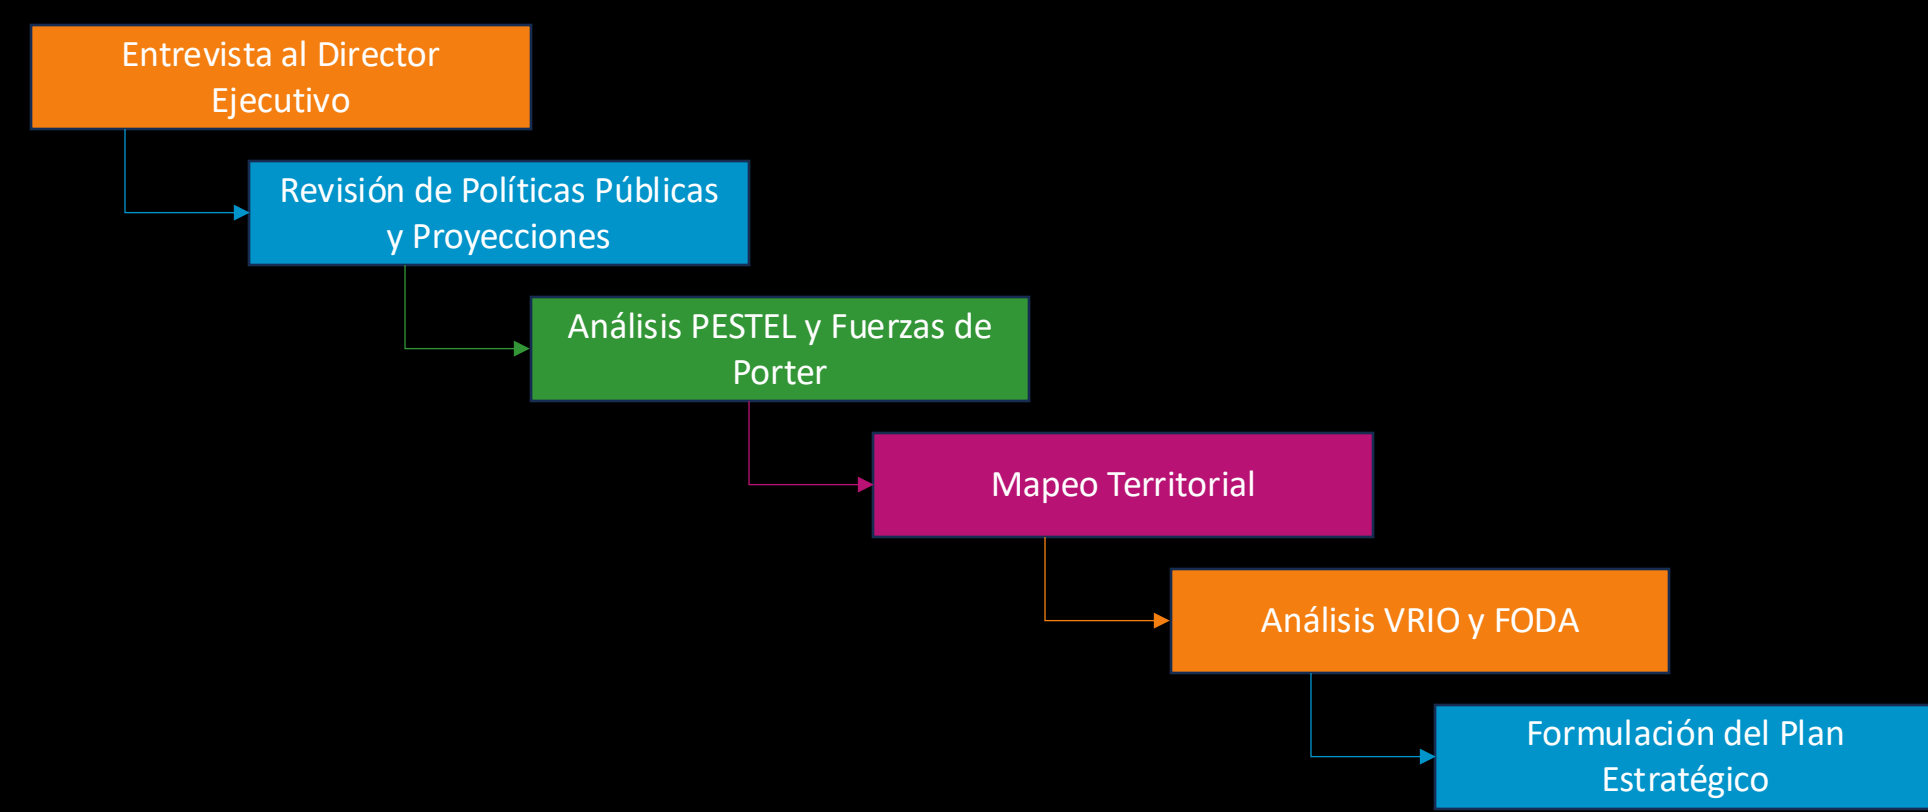 Entrevista al Director
Ejecutivo
Revisión de Políticas Públicas
y Proyecciones
Análisis PESTEL y Fuerzas de
Porter
Mapeo Territorial
Análisis VRIO y FODA
Formulación del Plan
Estratégico